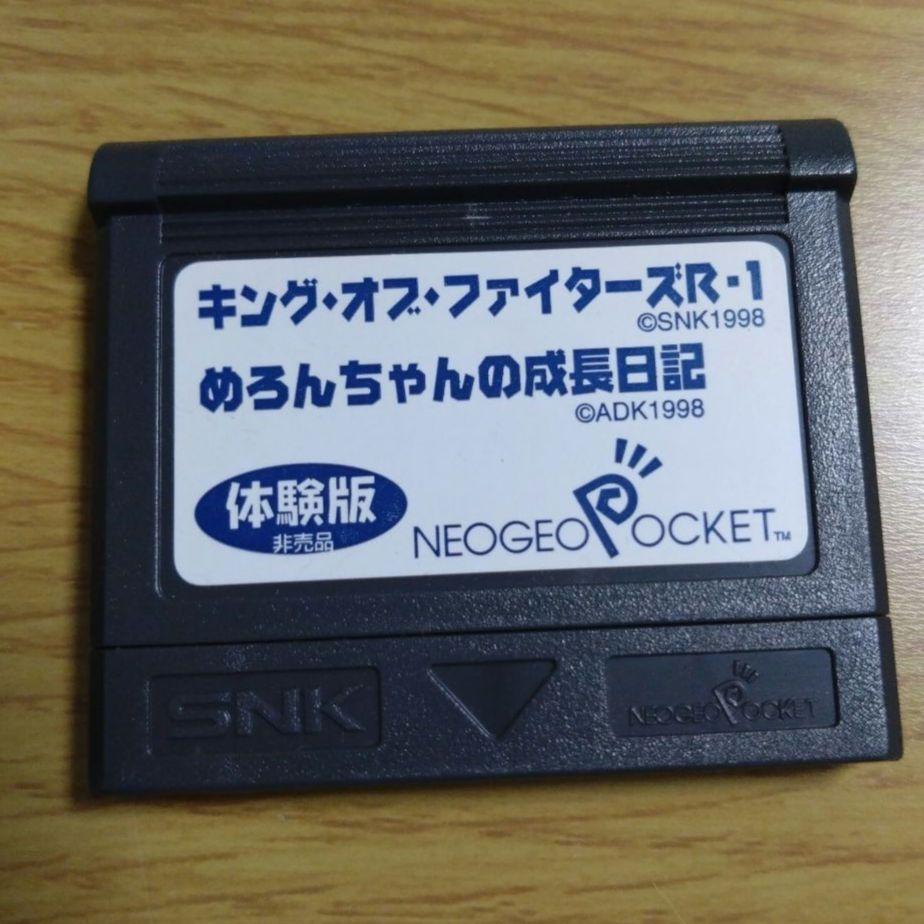 キング・オブ・ファイターズR・1
©SNK1998
めろんちゃんの成長日記
©ADK1998
体験版
非売品
NEOGEO POCKET™
SNK
NEOGEO POCKET